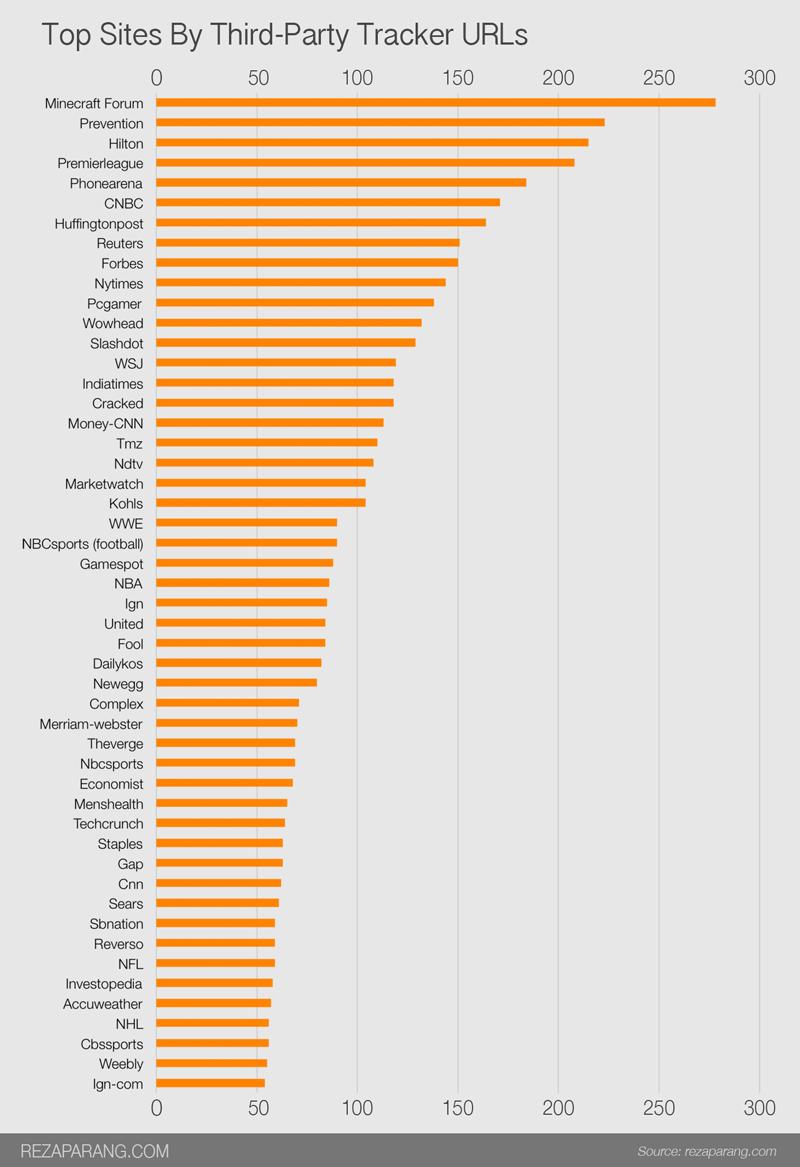 Top Sites By Third-Party Tracker URLs
0 50 100 150 200 250 300
Minecraft Forum
Prevention
Hilton
Premierleague
Phonearena
CNBC
Huffingtonpost
Reuters
Forbes
Nytimes
Pcgamer
Wowhead
Slashdot
WSJ
Indiatimes
Cracked
Money-CNN
Tmz
Ndtv
Marketwatch
Kohls
WWE
NBCsports (football)
Gamespot
NBA
Ign
United
Fool
Dailykos
Newegg
Complex
Merriam-webster
Theverge
Nbcsports
Economist
Menshealth
Techcrunch
Staples
Gap
Cnn
Sears
Sbnation
Reverso
NFL
Investopedia
Accuweather
NHL
Cbssports
Weebly
Ign-com
0 50 100 150 200 250 300
REZAPARANG.COM
Source: rezaparang.com